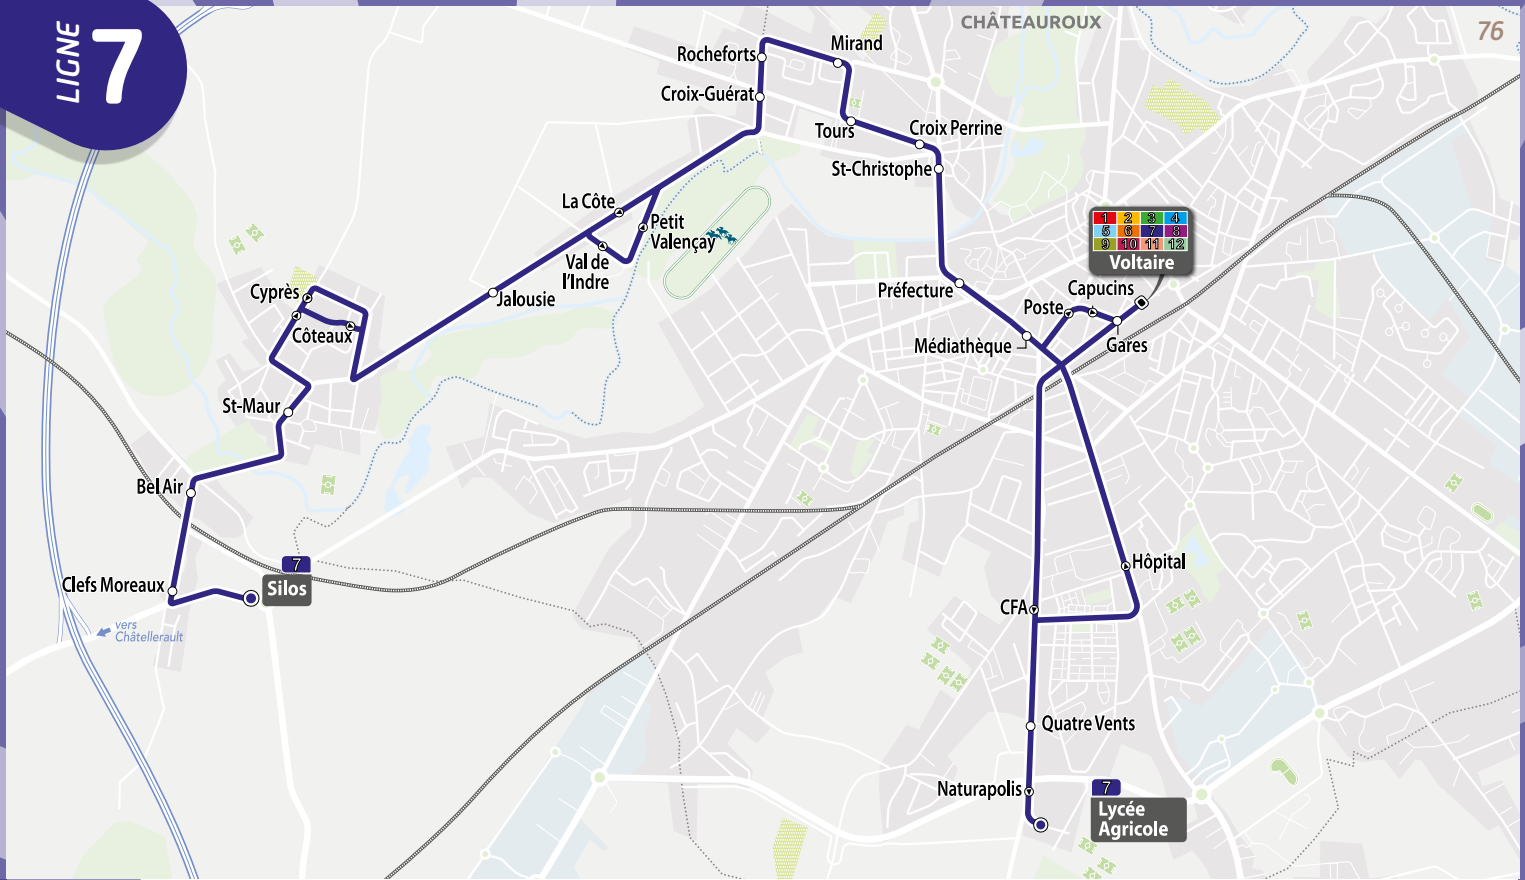 LIGNE
7
CHÂTEAUROUX
76
Rocheforts
Mirand
Croix-Guérat
Tours
Croix Perrine
St-Christophe
La Côte
Petit
Valençay
Val de
l'Indre
Jalousie
Cyprès
Côteaux
St-Maur
Bel Air
Clefs Moreaux
7
Silos
vers
Châtellerault
1 2 3 4
5 6 7 8
9 10 11 12
Voltaire
Préfecture
Capucins
Poste
Médiathèque
Gares
Hôpital
CFA
Quatre Vents
Naturapolis
7
Lycée
Agricole